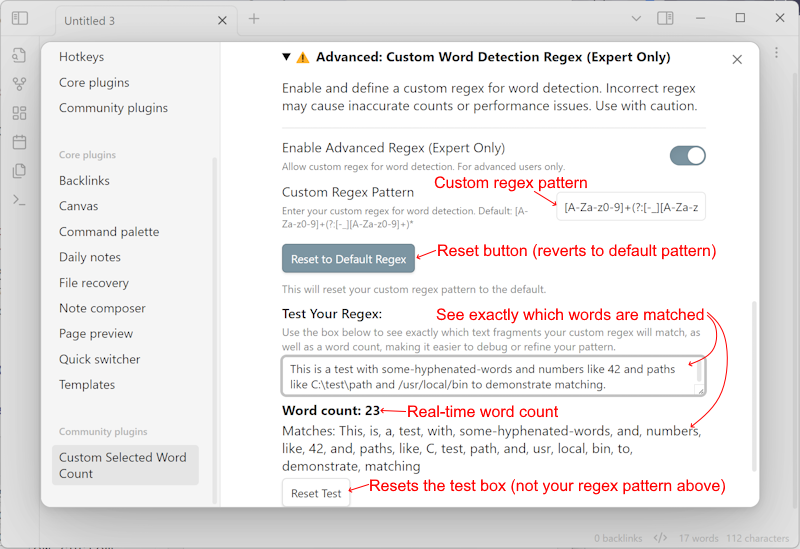 Untitled 3
Hotkeys
Core plugins
Community plugins
Core plugins
Backlinks
Canvas
Command palette
Daily notes
File recovery
Note composer
Page preview
Quick switcher
Templates
Community plugins
Custom Selected Word
Count
Advanced: Custom Word Detection Regex (Expert Only)
Enable and define a custom regex for word detection. Incorrect regex
may cause inaccurate counts or performance issues. Use with caution.
Enable Advanced Regex (Expert Only)
Allow custom regex for word detection. For advanced users only.
Custom regex pattern
Custom Regex Pattern
Enter your custom regex for word detection. Default: [A-
Za-z0-9]+(?:[-_][A-Za-z0-9]+)*
[A-Za-z0-9]+(?:[-_][A-Za-z
Reset to Default Regex
Reset button (reverts to default pattern)
This will reset your custom regex pattern to the default.
Test Your Regex:
See exactly which words are matched
Use the box below to see exactly which text fragments your custom regex will match, as
well as a word count, making it easier to debug or refine your pattern.
This is a test with some-hyphenated-words and numbers like 42 and paths
like C:\test\path and /usr/local/bin to demonstrate matching.
Word count: 23
Real-time word count
Matches: This, is, a, test, with, some-hyphenated-words, and, numbers,
like, 42, and, paths, like, C, test, path, and, usr, local, bin, to,
demonstrate, matching
Reset Test
Resets the test box (not your regex pattern above)
0 backlinks
17 words
112 characters